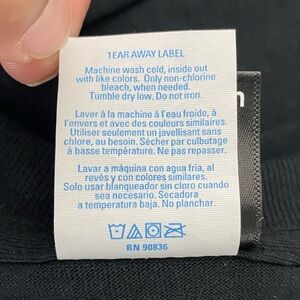 TEAR AWAY LABEL
Machine wash cold, inside out
with like colors. Only non-chlorine
bleach, when needed.
Tumble dry low. Do not iron.
Laver à la machine à l'eau froide, à
l'envers et avec des couleurs similaires.
Utiliser seulement un javellisant sans
chlore, au besoin. Sécher par culbutage
à basse température. Ne pas repasser.
Lavar a máquina con agua fria, al
revés y con colores similares.
Solo usar blanqueador sin cloro cuando
sea necesario. Secadora
a temperatura baja. No planchar.
RN 90836